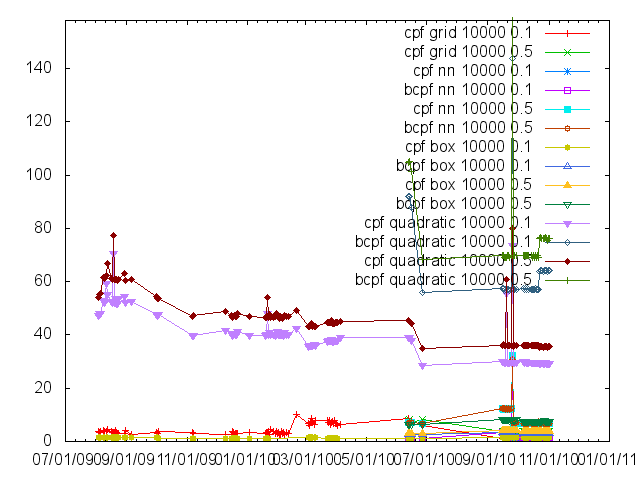 140
120
100
80
60
40
20
0
cpf grid 10000 0.1
cpf grid 10000 0.5
cpf nn 10000 0.1
bcpf nn 10000 0.1
cpf nn 10000 0.5
bcpf nn 10000 0.5
cpf box 10000 0.1
bcpf box 10000 0.1
cpf box 10000 0.5
bcpf box 10000 0.5
cpf quadratic 10000 0.1
bcpf quadratic 10000 0.1
cpf quadratic 10000 0.5
bcpf quadratic 10000 0.5
07/01/09 09/01/09 11/01/09 01/01/10 03/01/10 05/01/10 07/01/10 09/01/10 11/01/10 01/01/11